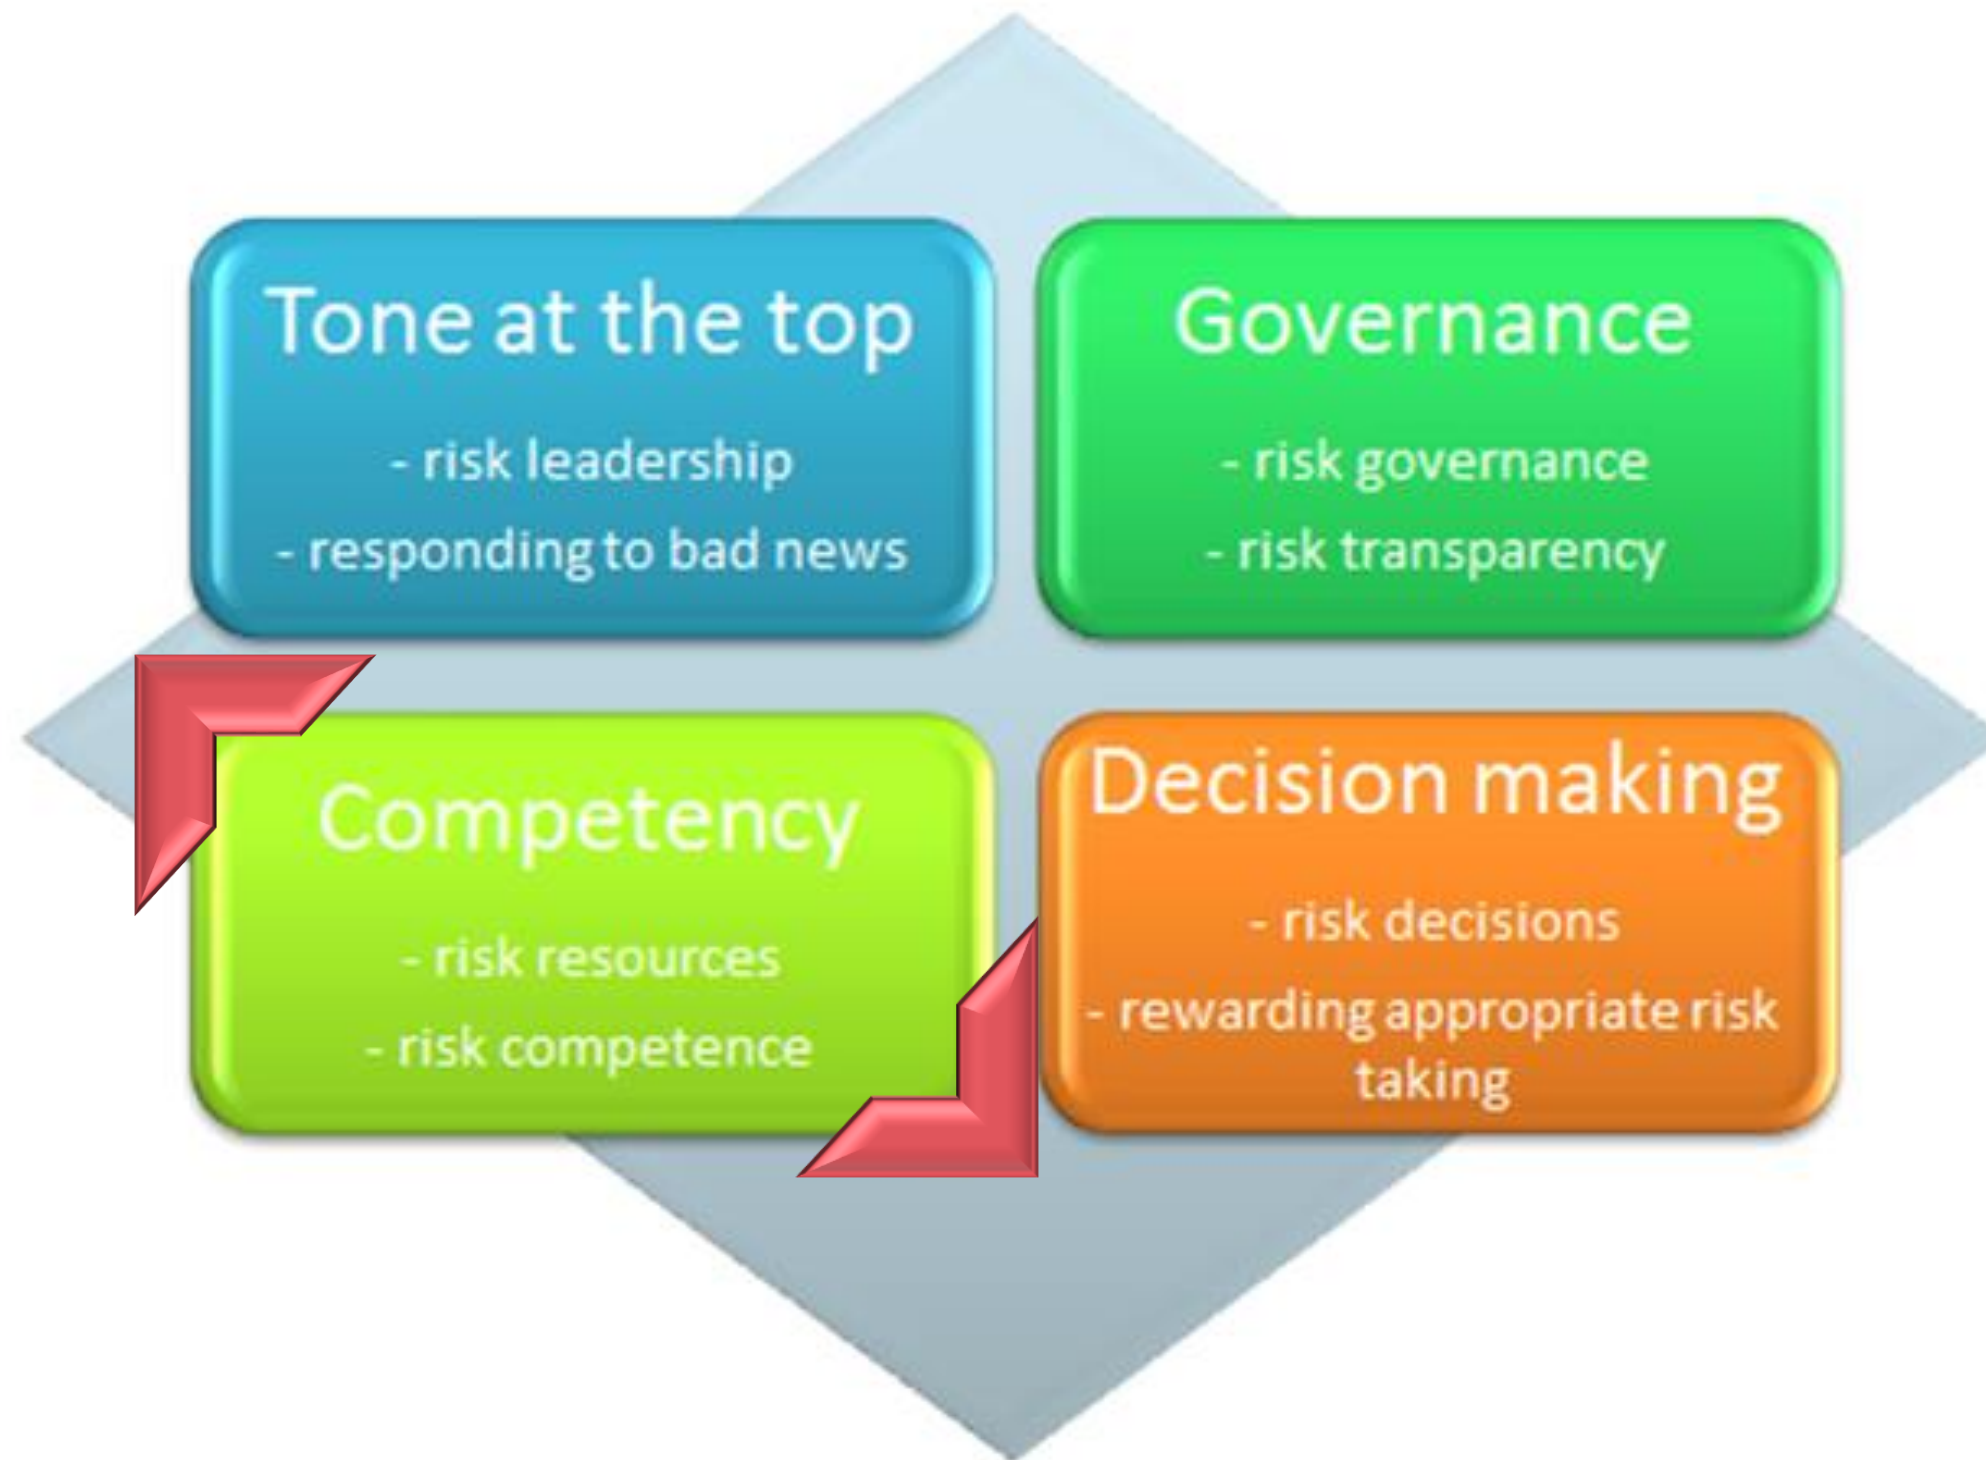 Tone at the top
- risk leadership
- responding to bad news
Governance
- risk governance
- risk transparency
Competency
- risk resources
- risk competence
Decision making
- risk decisions
- rewarding appropriate risk
taking